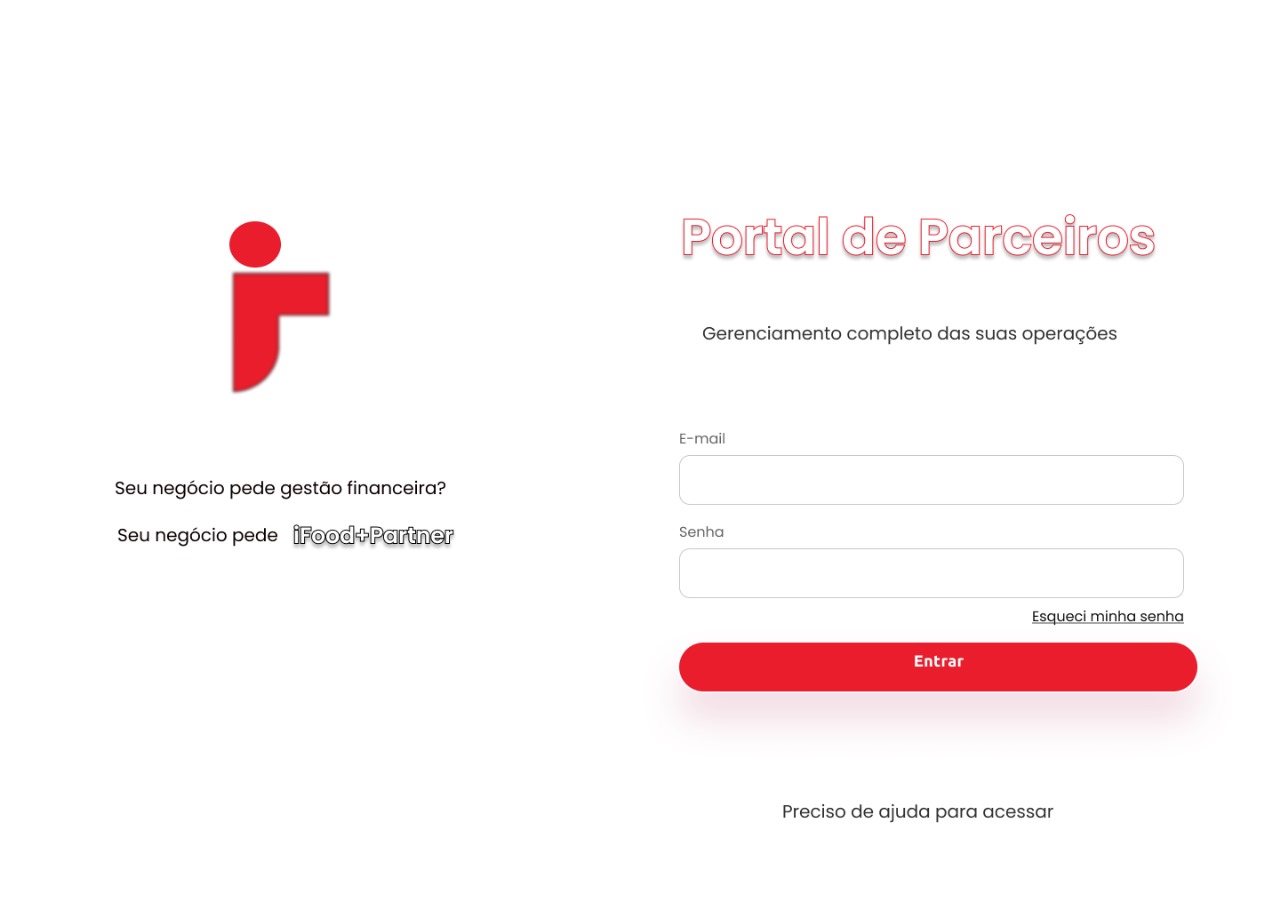 Seu negócio pede gestão financeira?
Seu negócio pede iFood+Partner
Portal de Parceiros
Gerenciamento completo das suas operações
E-mail
Senha
Esqueci minha senha
Entrar
Preciso de ajuda para acessar